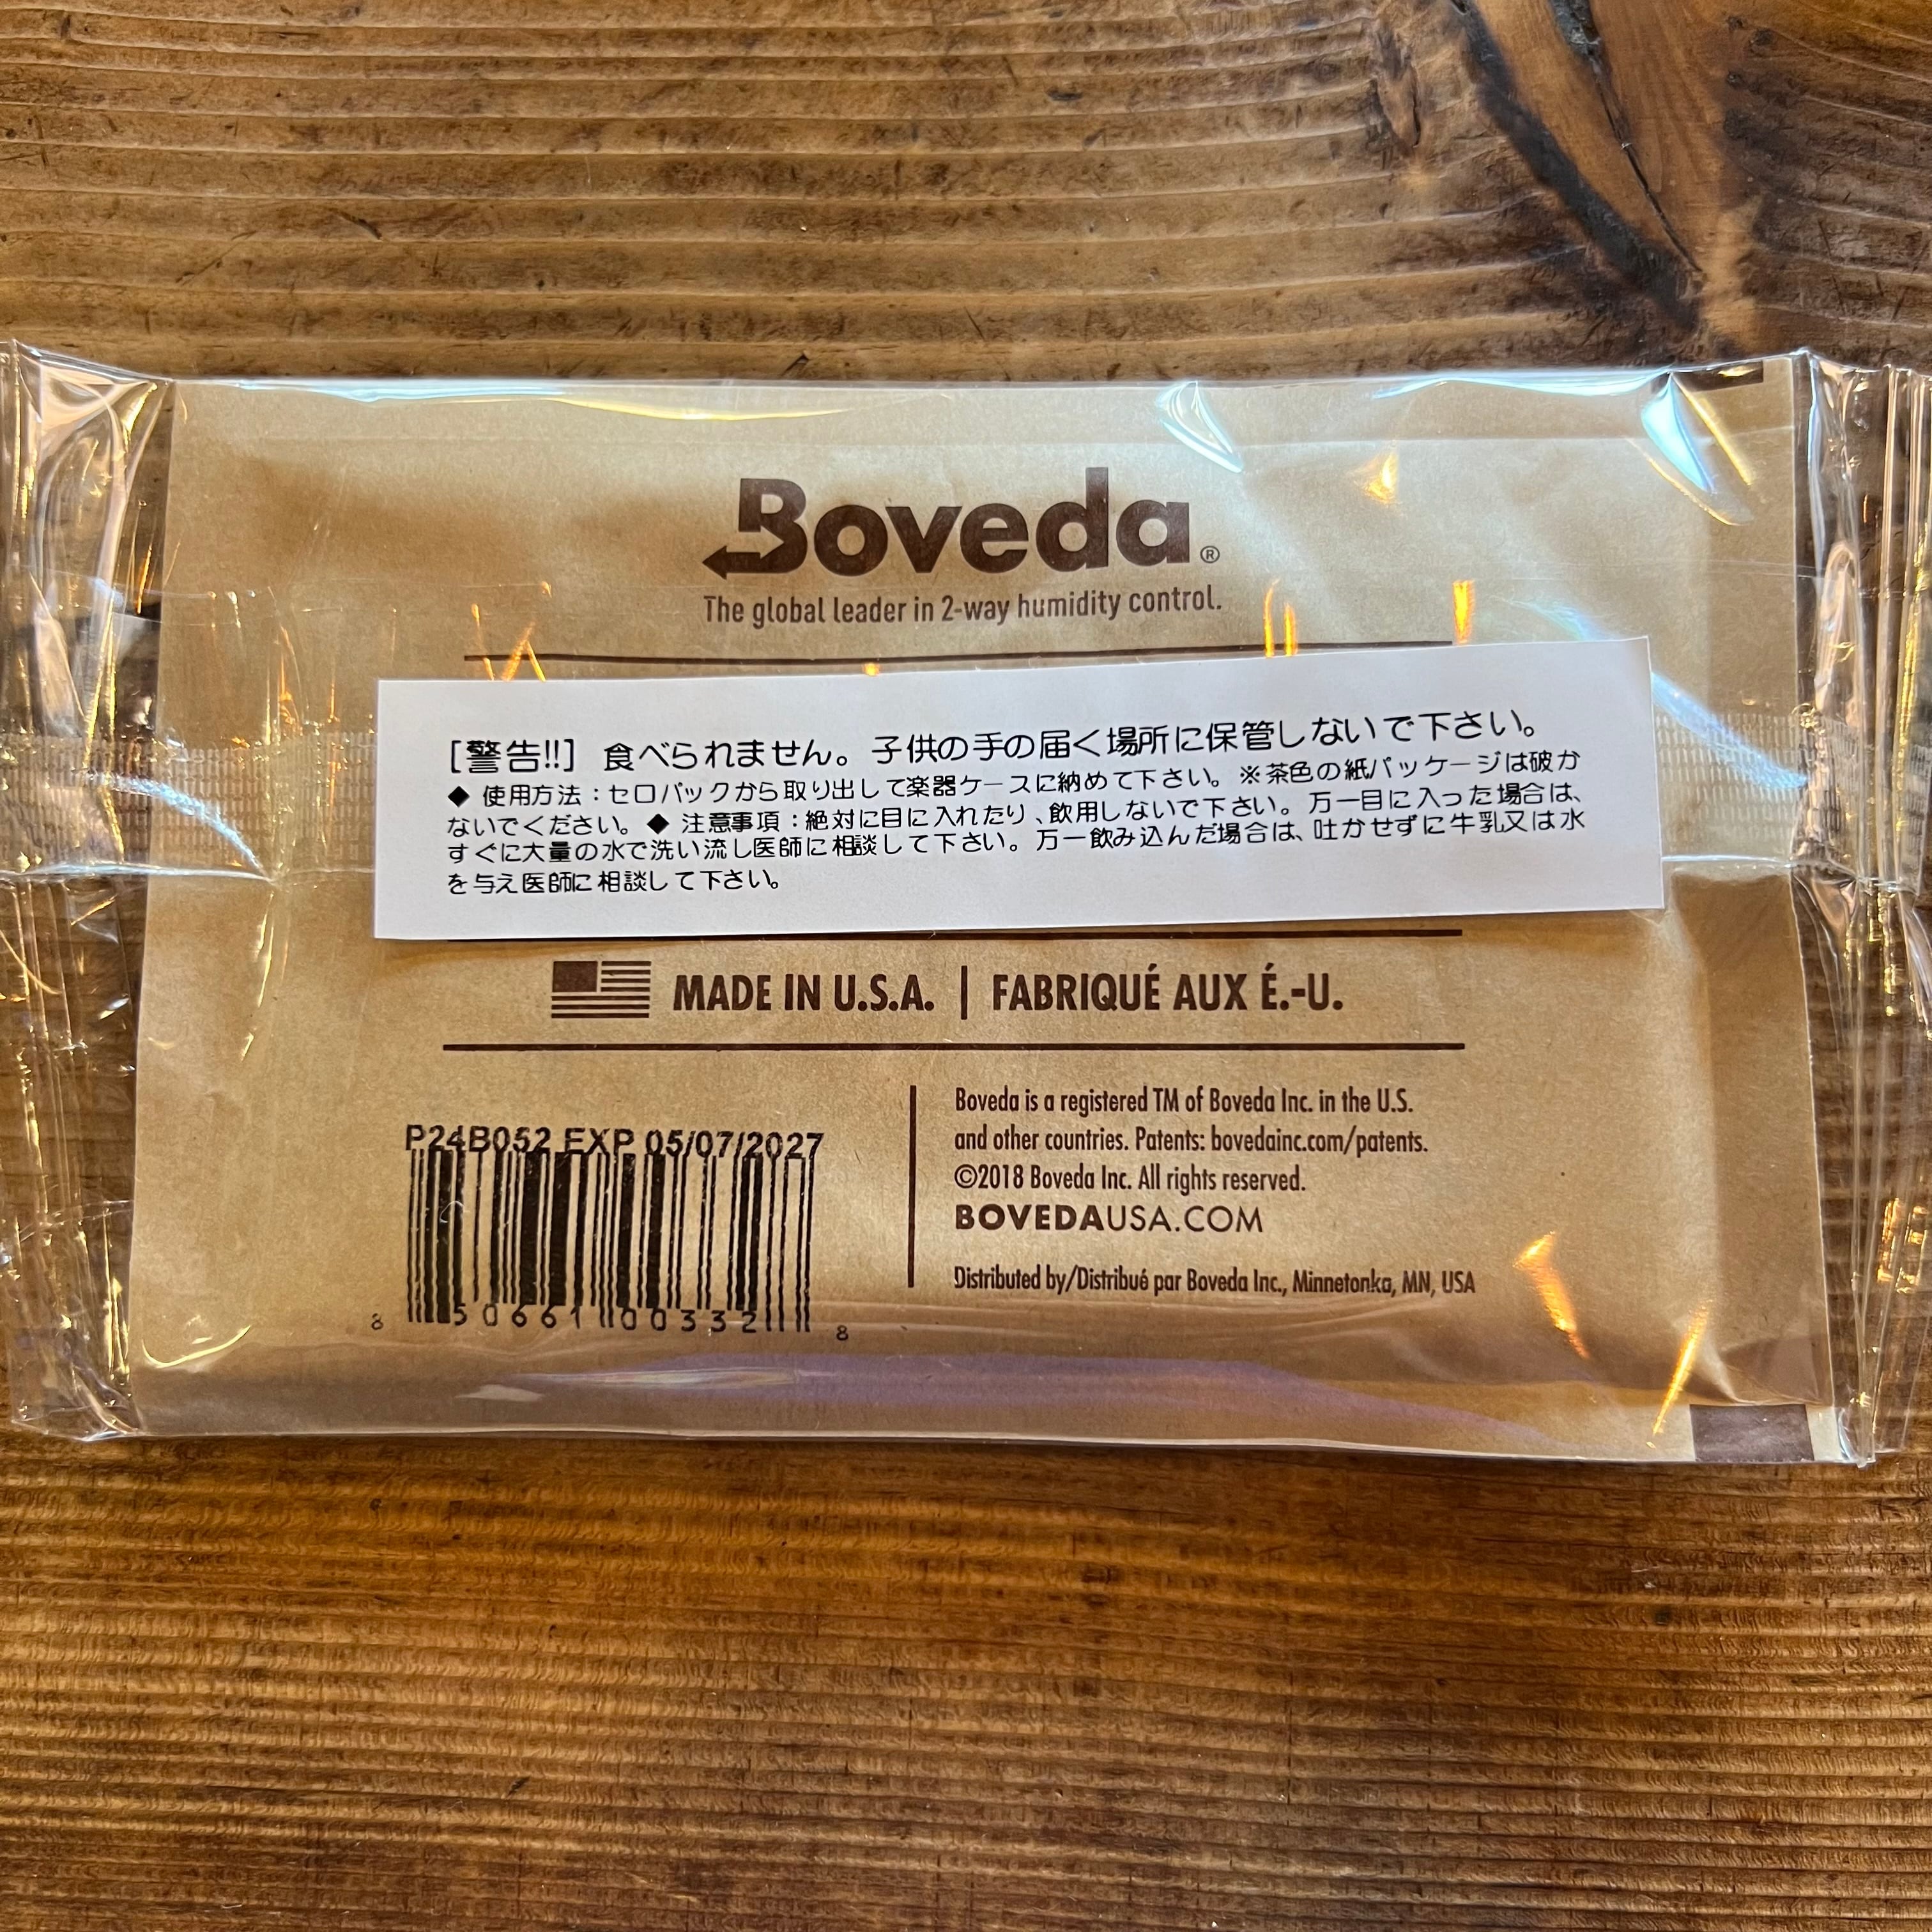 Boveda®
The global leader in 2-way humidity control.
[警告!!] 食べられません。子供の手の届く場所に保管しないで下さい。
◆ 使用方法：セロパックから取り出して楽器ケースに納めて下さい。※茶色の紙パッケージは破か
ないでください。◆ 注意事項：絶対に目に入れたり、飲用しないで下さい。万一目に入った場合は、
すぐに大量の水で洗い流し医師に相談して下さい。万一飲み込んだ場合は、吐かせずに牛乳又は水
を与え医師に相談して下さい。
MADE IN U.S.A. | FABRIQUÉ AUX É.-U.
P24B052 EXP 05/07/2027
8 50661 00332 8
Boveda is a registered TM of Boveda Inc. in the U.S.
and other countries. Patents: bovedainc.com/patents.
©2018 Boveda Inc. All rights reserved.
BOVEDAUSA.COM
Distributed by/Distribué par Boveda Inc., Minnetonka, MN, USA